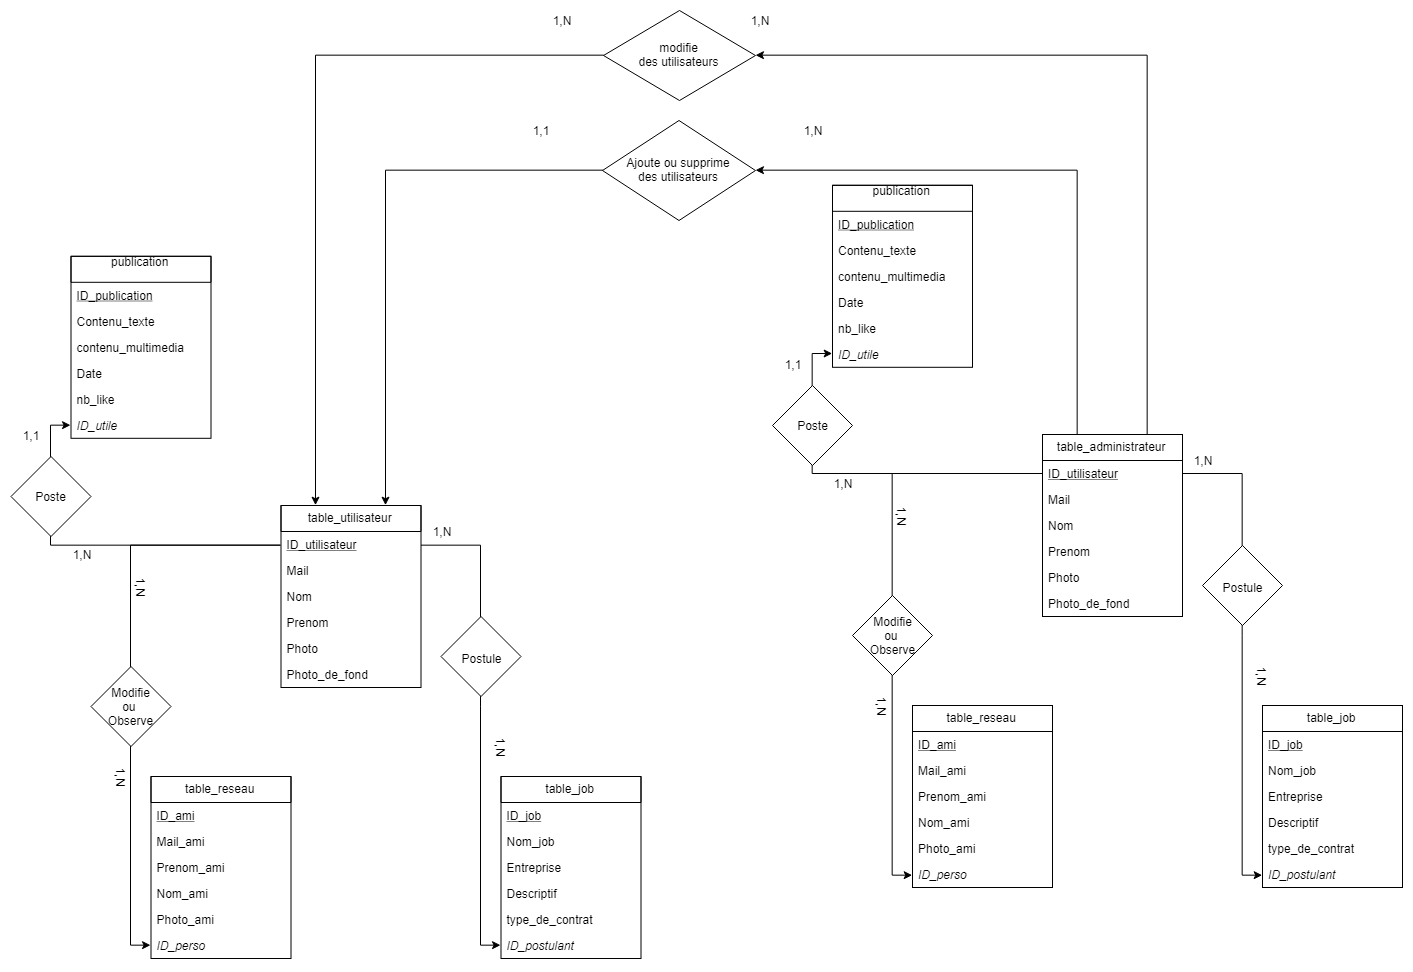 1,N
1,N
modifie
des utilisateurs
1,1
1,N
Ajoute ou supprime
des utilisateurs
publication
ID_publication
Contenu_texte
contenu_multimedia
Date
nb_like
ID_utile
1,1
Poste
1,N
publication
ID_publication
Contenu_texte
contenu_multimedia
Date
nb_like
ID_utile
1,1
Poste
1,N
table_utilisateur
ID_utilisateur
Mail
Nom
Prenom
Photo
Photo_de_fond
1,N
Postule
1,N
1,N
Modifie
ou
Observe
1,N
table_reseau
ID_ami
Mail_ami
Prenom_ami
Nom_ami
Photo_ami
ID_perso
table_job
ID_job
Nom_job
Entreprise
Descriptif
type_de_contrat
ID_postulant
table_administrateur
ID_utilisateur
Mail
Nom
Prenom
Photo
Photo_de_fond
1,N
Postule
1,N
1,N
Modifie
ou
Observe
1,N
table_reseau
ID_ami
Mail_ami
Prenom_ami
Nom_ami
Photo_ami
ID_perso
table_job
ID_job
Nom_job
Entreprise
Descriptif
type_de_contrat
ID_postulant